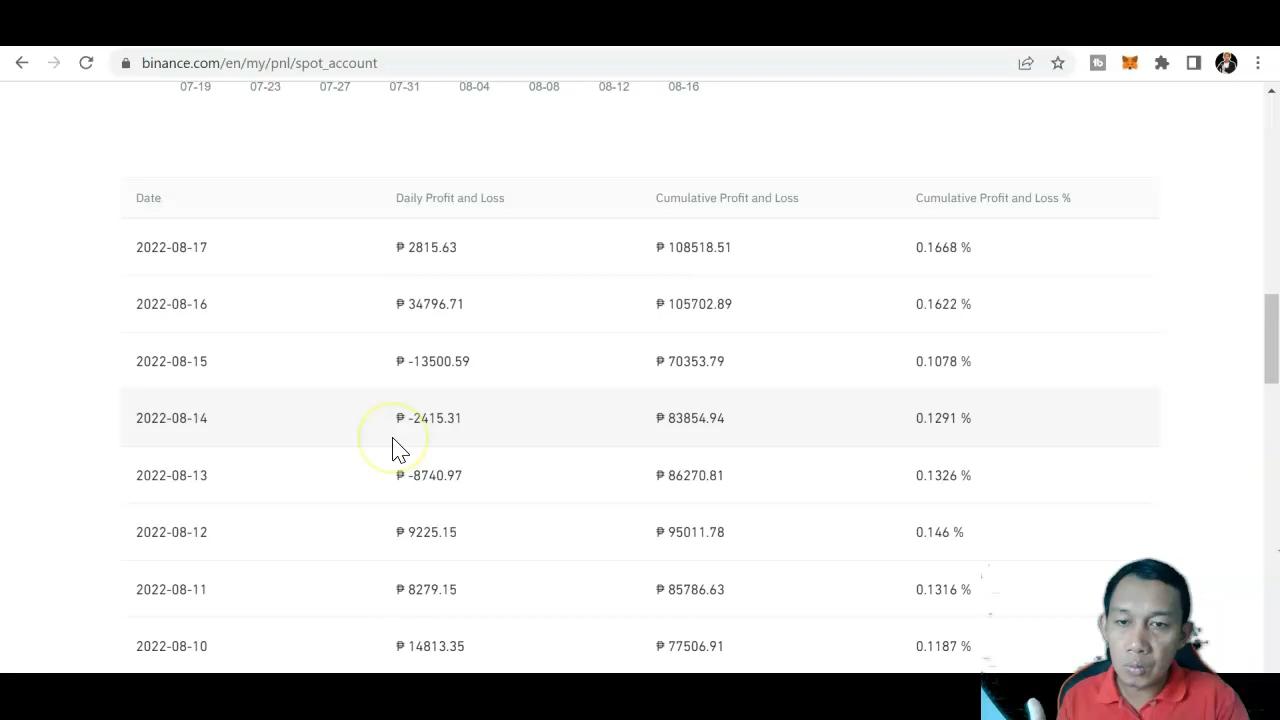 binance.com/en/my/pnl/spot_account
07-19 07-23 07-27 07-31 08-04 08-08 08-12 08-16
Date Daily Profit and Loss Cumulative Profit and Loss Cumulative Profit and Loss %
2022-08-17 ₱ 2815.63 ₱ 108518.51 0.1668 %
2022-08-16 ₱ 34796.71 ₱ 105702.89 0.1622 %
2022-08-15 ₱ -13500.59 ₱ 70353.79 0.1078 %
2022-08-14 ₱ -2415.31 ₱ 83854.94 0.1291 %
2022-08-13 ₱ -8740.97 ₱ 86270.81 0.1326 %
2022-08-12 ₱ 9225.15 ₱ 95011.78 0.146 %
2022-08-11 ₱ 8279.15 ₱ 85786.63 0.1316 %
2022-08-10 ₱ 14813.35 ₱ 77506.91 0.1187 %